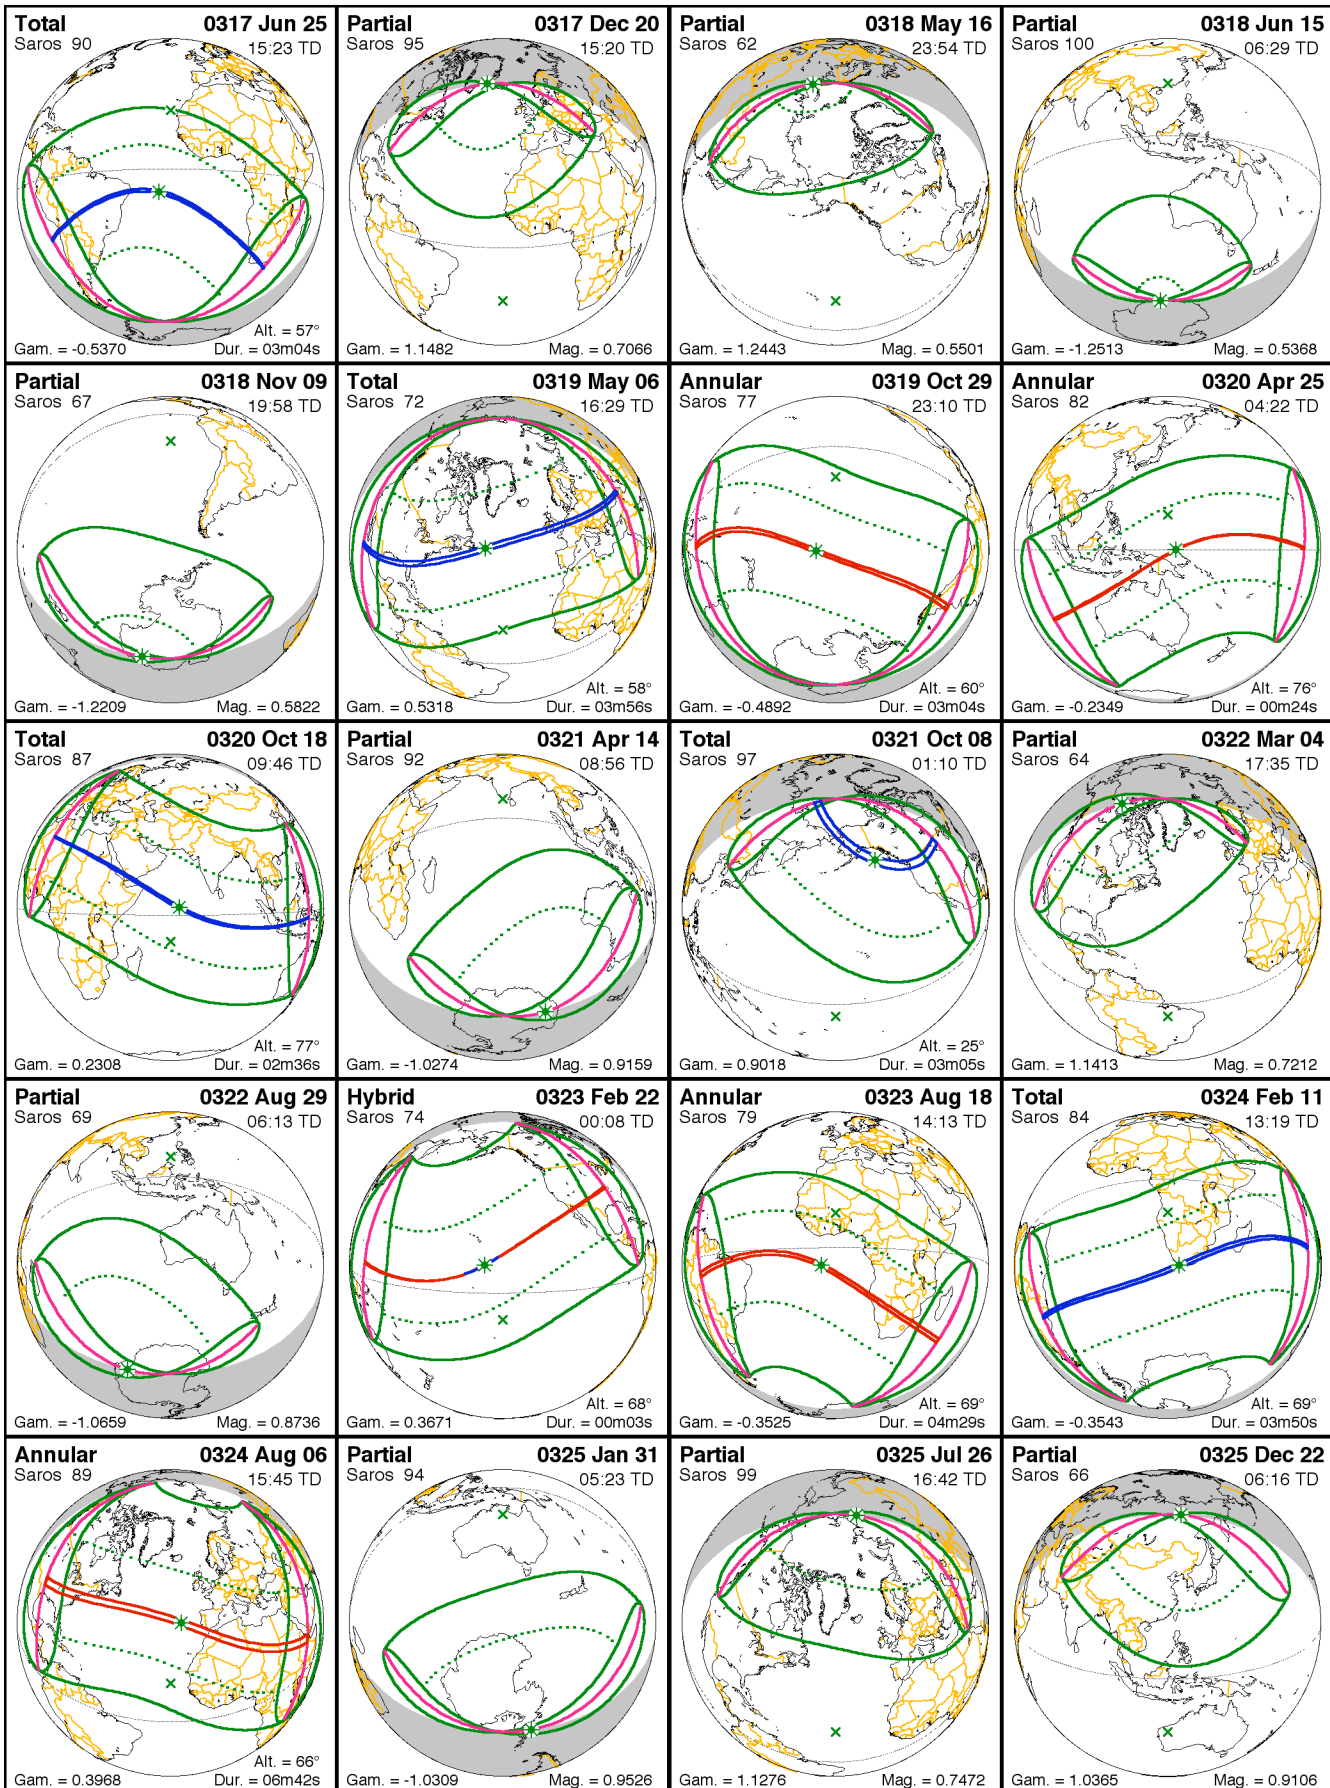 Total 0317 Jun 25
Saros 90 15:23 TD
Alt. = 57°
Gam. = -0.5370 Dur. = 03m04s
Partial 0317 Dec 20
Saros 95 15:20 TD
Gam. = 1.1482 Mag. = 0.7066
Partial 0318 May 16
Saros 62 23:54 TD
Gam. = 1.2443 Mag. = 0.5501
Partial 0318 Jun 15
Saros 100 06:29 TD
Gam. = -1.2513 Mag. = 0.5368
Partial 0318 Nov 09
Saros 67 19:58 TD
Gam. = -1.2209 Mag. = 0.5822
Total 0319 May 06
Saros 72 16:29 TD
Alt. = 58°
Gam. = 0.5318 Dur. = 03m56s
Annular 0319 Oct 29
Saros 77 23:10 TD
Alt. = 60°
Gam. = -0.4892 Dur. = 03m04s
Annular 0320 Apr 25
Saros 82 04:22 TD
Alt. = 76°
Gam. = -0.2349 Dur. = 00m24s
Total 0320 Oct 18
Saros 87 09:46 TD
Alt. = 77°
Gam. = 0.2308 Dur. = 02m36s
Partial 0321 Apr 14
Saros 92 08:56 TD
Gam. = -1.0274 Mag. = 0.9159
Total 0321 Oct 08
Saros 97 01:10 TD
Alt. = 25°
Gam. = 0.9018 Dur. = 03m05s
Partial 0322 Mar 04
Saros 64 17:35 TD
Gam. = 1.1413 Mag. = 0.7212
Partial 0322 Aug 29
Saros 69 06:13 TD
Gam. = -1.0659 Mag. = 0.8736
Hybrid 0323 Feb 22
Saros 74 00:08 TD
Alt. = 68°
Gam. = 0.3671 Dur. = 00m03s
Annular 0323 Aug 18
Saros 79 14:13 TD
Alt. = 69°
Gam. = -0.3525 Dur. = 04m29s
Total 0324 Feb 11
Saros 84 13:19 TD
Alt. = 69°
Gam. = -0.3543 Dur. = 03m50s
Annular 0324 Aug 06
Saros 89 15:45 TD
Alt. = 66°
Gam. = 0.3968 Dur. = 06m42s
Partial 0325 Jan 31
Saros 94 05:23 TD
Gam. = -1.0309 Mag. = 0.9526
Partial 0325 Jul 26
Saros 99 16:42 TD
Gam. = 1.1276 Mag. = 0.7472
Partial 0325 Dec 22
Saros 66 06:16 TD
Gam. = 1.0365 Mag. = 0.9106